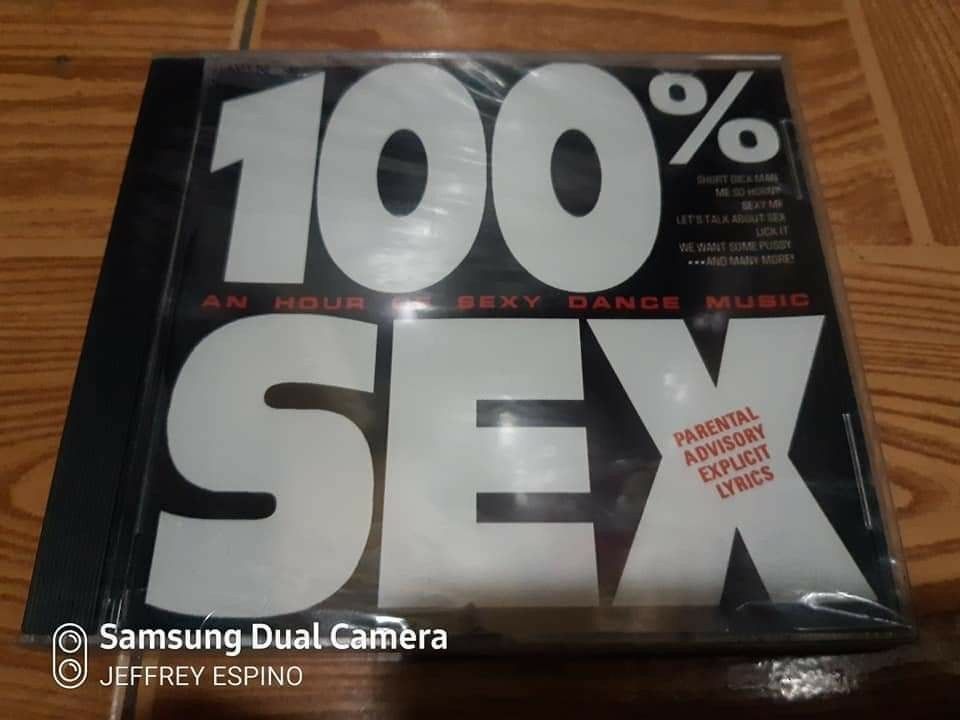 100%
SHORT DICK MAN
ME SO HORNY
SEXY MF
LET'S TALK ABOUT SEX
LICK IT
WE WANT SOME PUSSY
•••AND MANY MORE!
AN HOUR OF SEXY DANCE MUSIC
SEX
PARENTAL
ADVISORY
EXPLICIT
LYRICS
Samsung Dual Camera
JEFFREY ESPINO